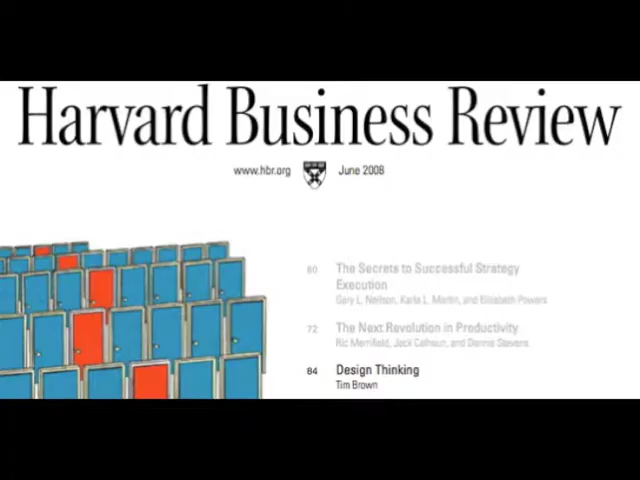 Harvard Business Review
www.hbr.org June 2008
60 The Secrets to Successful Strategy
Execution
Gary L. Neilson, Karla L. Martin, and Elizabeth Powers
72 The Next Revolution in Productivity
Ric Merrifield, Jack Calhoun, and Dennis Stevens
84 Design Thinking
Tim Brown